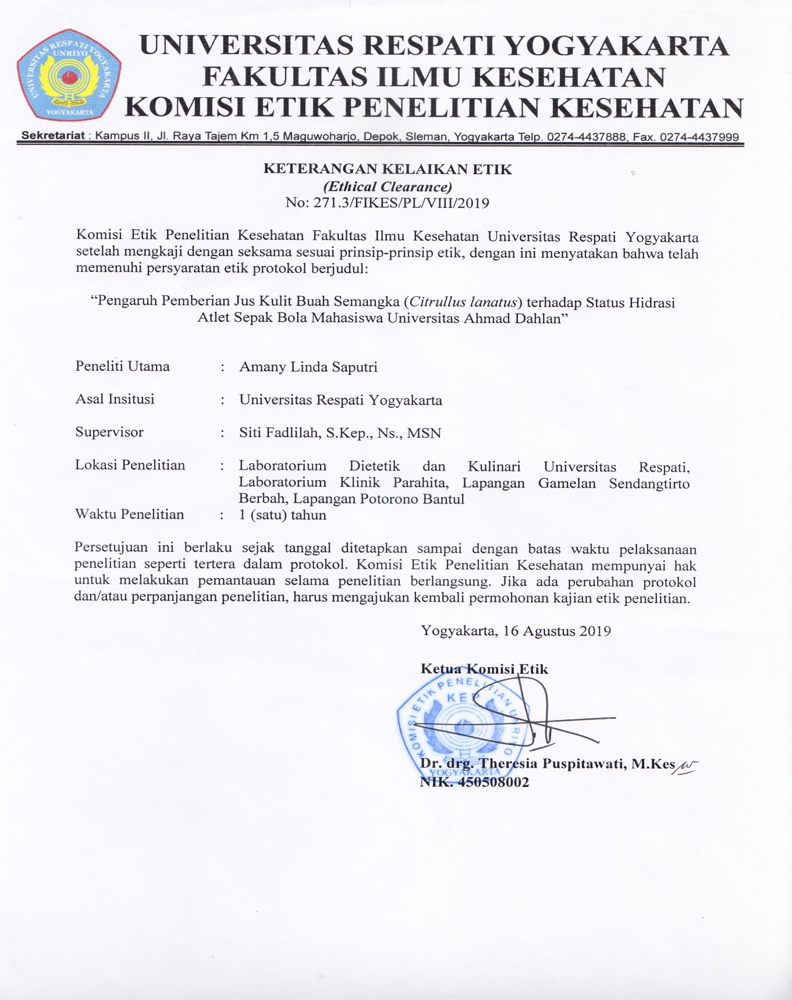 UNIVERSITAS RESPATI YOGYAKARTA
UNRIYO
YOGYAKARTA
UNIVERSITAS RESPATI YOGYAKARTA
FAKULTAS ILMU KESEHATAN
KOMISI ETIK PENELITIAN KESEHATAN
Sekretariat : Kampus II, Jl. Raya Tajem Km 1,5 Maguwoharjo, Depok, Sleman, Yogyakarta Telp. 0274-4437888, Fax. 0274-4437999
KETERANGAN KELAIKAN ETIK
(Ethical Clearance)
No: 271.3/FIKES/PL/VIII/2019
Komisi Etik Penelitian Kesehatan Fakultas Ilmu Kesehatan Universitas Respati Yogyakarta
setelah mengkaji dengan seksama sesuai prinsip-prinsip etik, dengan ini menyatakan bahwa telah
memenuhi persyaratan etik protokol berjudul:
“Pengaruh Pemberian Jus Kulit Buah Semangka (Citrullus lanatus) terhadap Status Hidrasi
Atlet Sepak Bola Mahasiswa Universitas Ahmad Dahlan”
Peneliti Utama : Amany Linda Saputri
Asal Insitusi : Universitas Respati Yogyakarta
Supervisor : Siti Fadlilah, S.Kep., Ns., MSN
Lokasi Penelitian : Laboratorium Dietetik dan Kulinari Universitas Respati,
Laboratorium Klinik Parahita, Lapangan Gamelan Sendangtirto
Berbah, Lapangan Potorono Bantul
Waktu Penelitian : 1 (satu) tahun
Persetujuan ini berlaku sejak tanggal ditetapkan sampai dengan batas waktu pelaksanaan
penelitian seperti tertera dalam protokol. Komisi Etik Penelitian Kesehatan mempunyai hak
untuk melakukan pemantauan selama penelitian berlangsung. Jika ada perubahan protokol
dan/atau perpanjangan penelitian, harus mengajukan kembali permohonan kajian etik penelitian.
Yogyakarta, 16 Agustus 2019
Ketua Komisi Etik
KOMISI ETIK PENELITIAN UNRIYO
KEP
YOGYAKARTA
Dr. drg. Theresia Puspitawati, M.Kes
NIK. 450508002